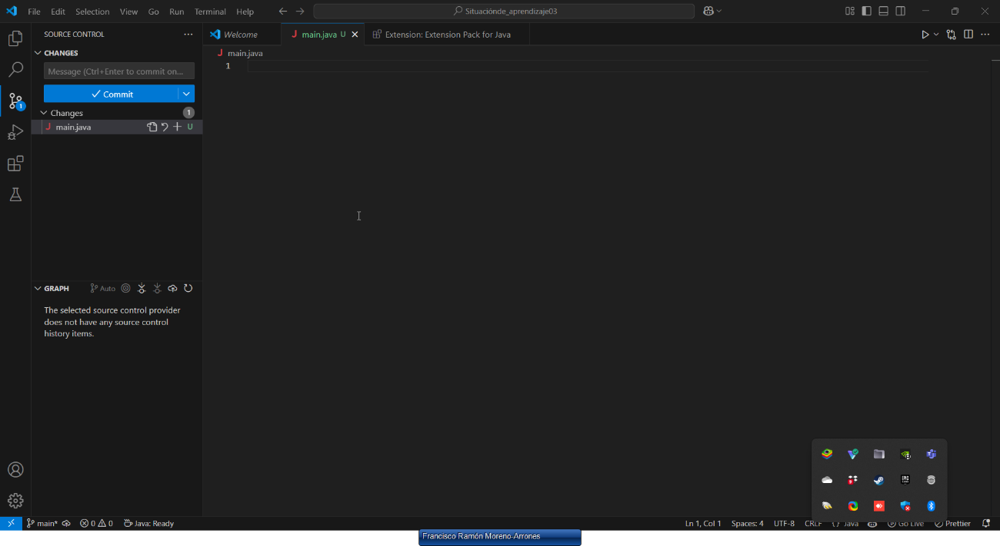 File Edit Selection View Go Run Terminal Help
Situaciónde_aprendizaje03
SOURCE CONTROL
Welcome
main.java U
Extension: Extension Pack for Java
CHANGES
main.java
Message (Ctrl+Enter to commit on...
1
Commit
1
Changes 1
main.java U
GRAPH
Auto
The selected source control provider
does not have any source control
history items.
main* 0 0 Java: Ready
Ln 1, Col 1 Spaces: 4 UTF-8 CRLF Java Go Live Prettier
Francisco Ramón Moreno-Arrones